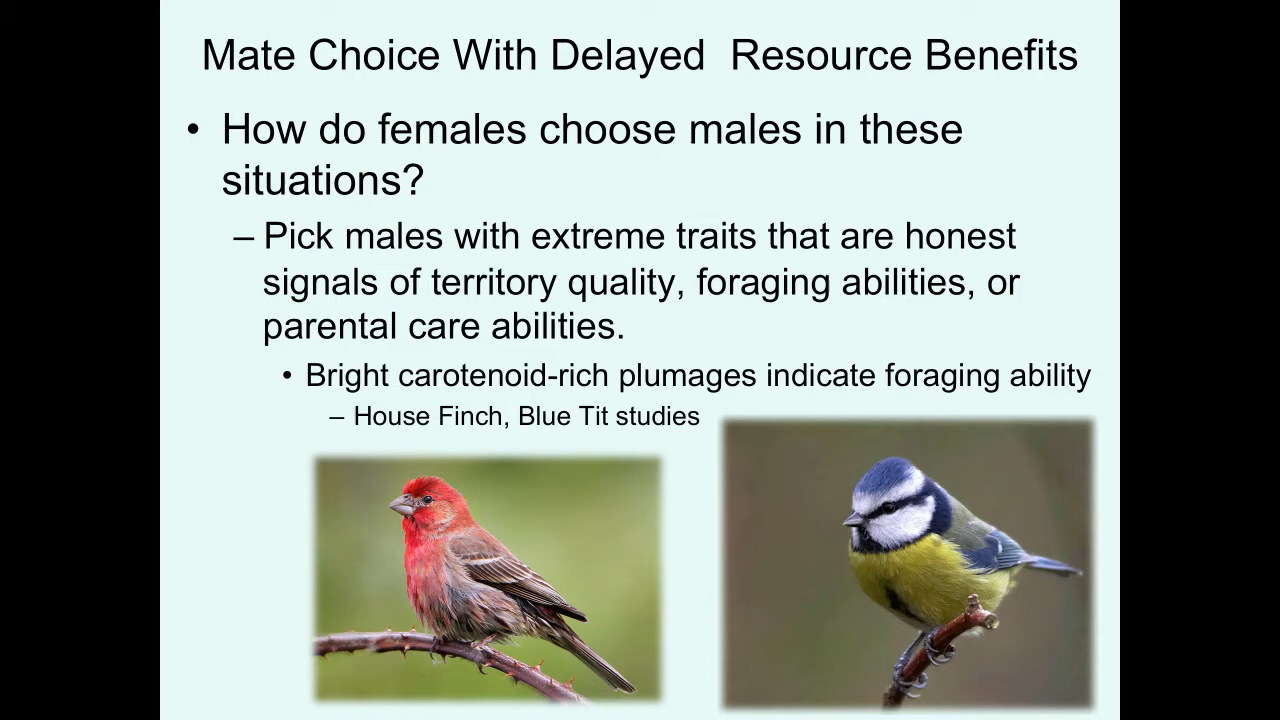 Mate Choice With Delayed  Resource Benefits
• How do females choose males in these
situations?
– Pick males with extreme traits that are honest
signals of territory quality, foraging abilities, or
parental care abilities.
• Bright carotenoid-rich plumages indicate foraging ability
– House Finch, Blue Tit studies